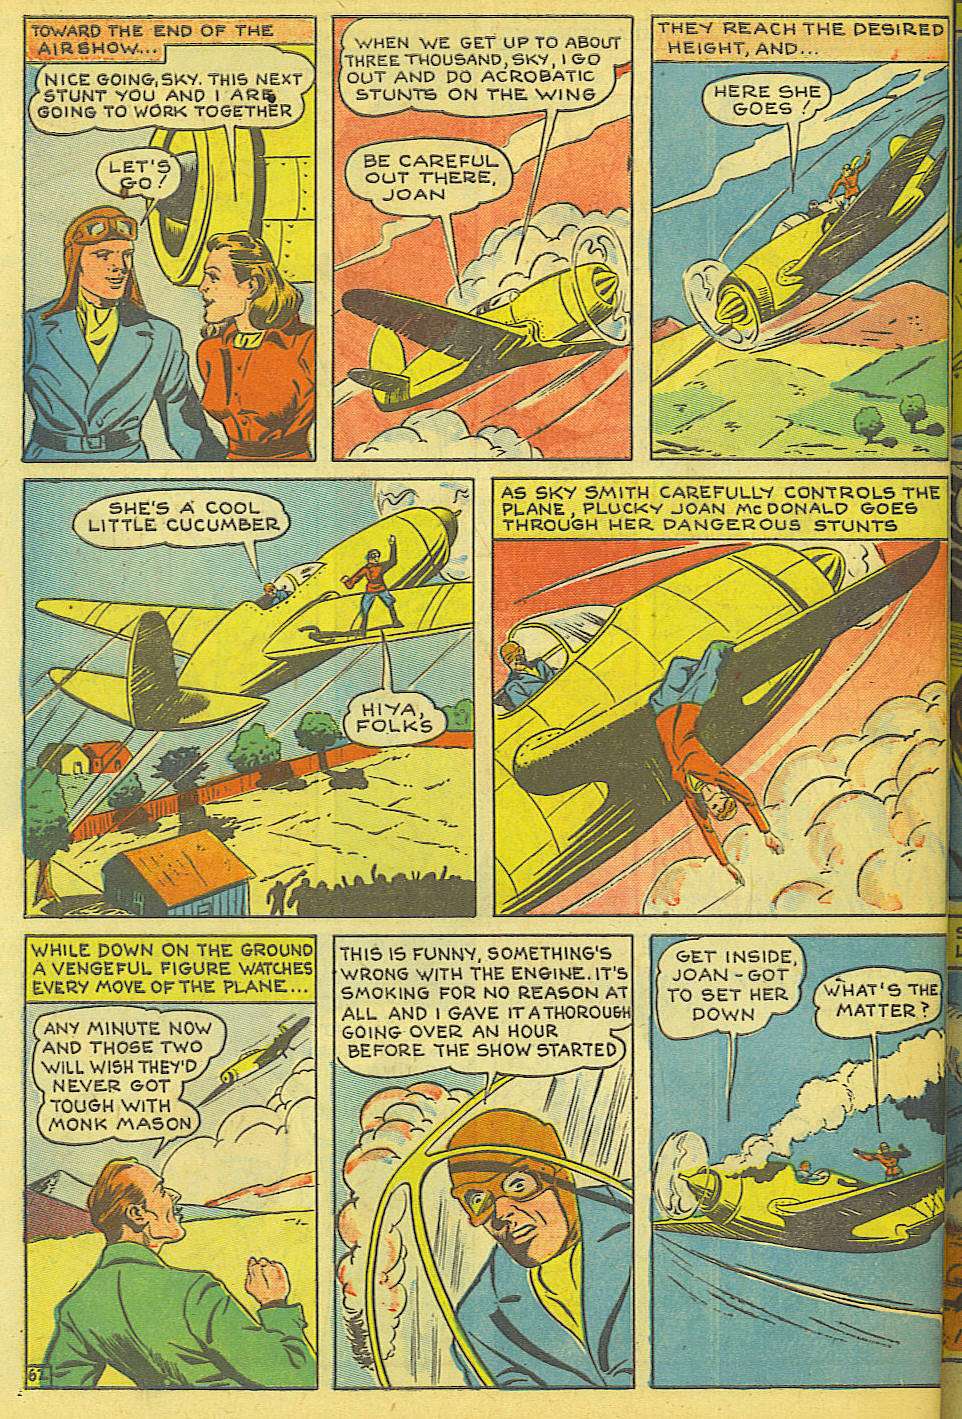 TOWARD THE END OF THE
AIRSHOW...
NICE GOING, SKY. THIS NEXT
STUNT YOU AND I ARE
GOING TO WORK TOGETHER
LET'S
GO!
WHEN WE GET UP TO ABOUT
THREE THOUSAND, SKY, I GO
OUT AND DO ACROBATIC
STUNTS ON THE WING
BE CAREFUL
OUT THERE,
JOAN
THEY REACH THE DESIRED
HEIGHT, AND...
HERE SHE
GOES!
SHE'S A COOL
LITTLE CUCUMBER
HIYA,
FOLKS
AS SKY SMITH CAREFULLY CONTROLS THE
PLANE, PLUCKY JOAN McDONALD GOES
THROUGH HER DANGEROUS STUNTS
WHILE DOWN ON THE GROUND
A VENGEFUL FIGURE WATCHES
EVERY MOVE OF THE PLANE...
ANY MINUTE NOW
AND THOSE TWO
WILL WISH THEY'D
NEVER GOT
TOUGH WITH
MONK MASON
THIS IS FUNNY, SOMETHING'S
WRONG WITH THE ENGINE. IT'S
SMOKING FOR NO REASON AT
ALL AND I GAVE IT A THOROUGH
GOING OVER AN HOUR
BEFORE THE SHOW STARTED
GET INSIDE,
JOAN - GOT
TO SET HER
DOWN
WHAT'S THE
MATTER?
62